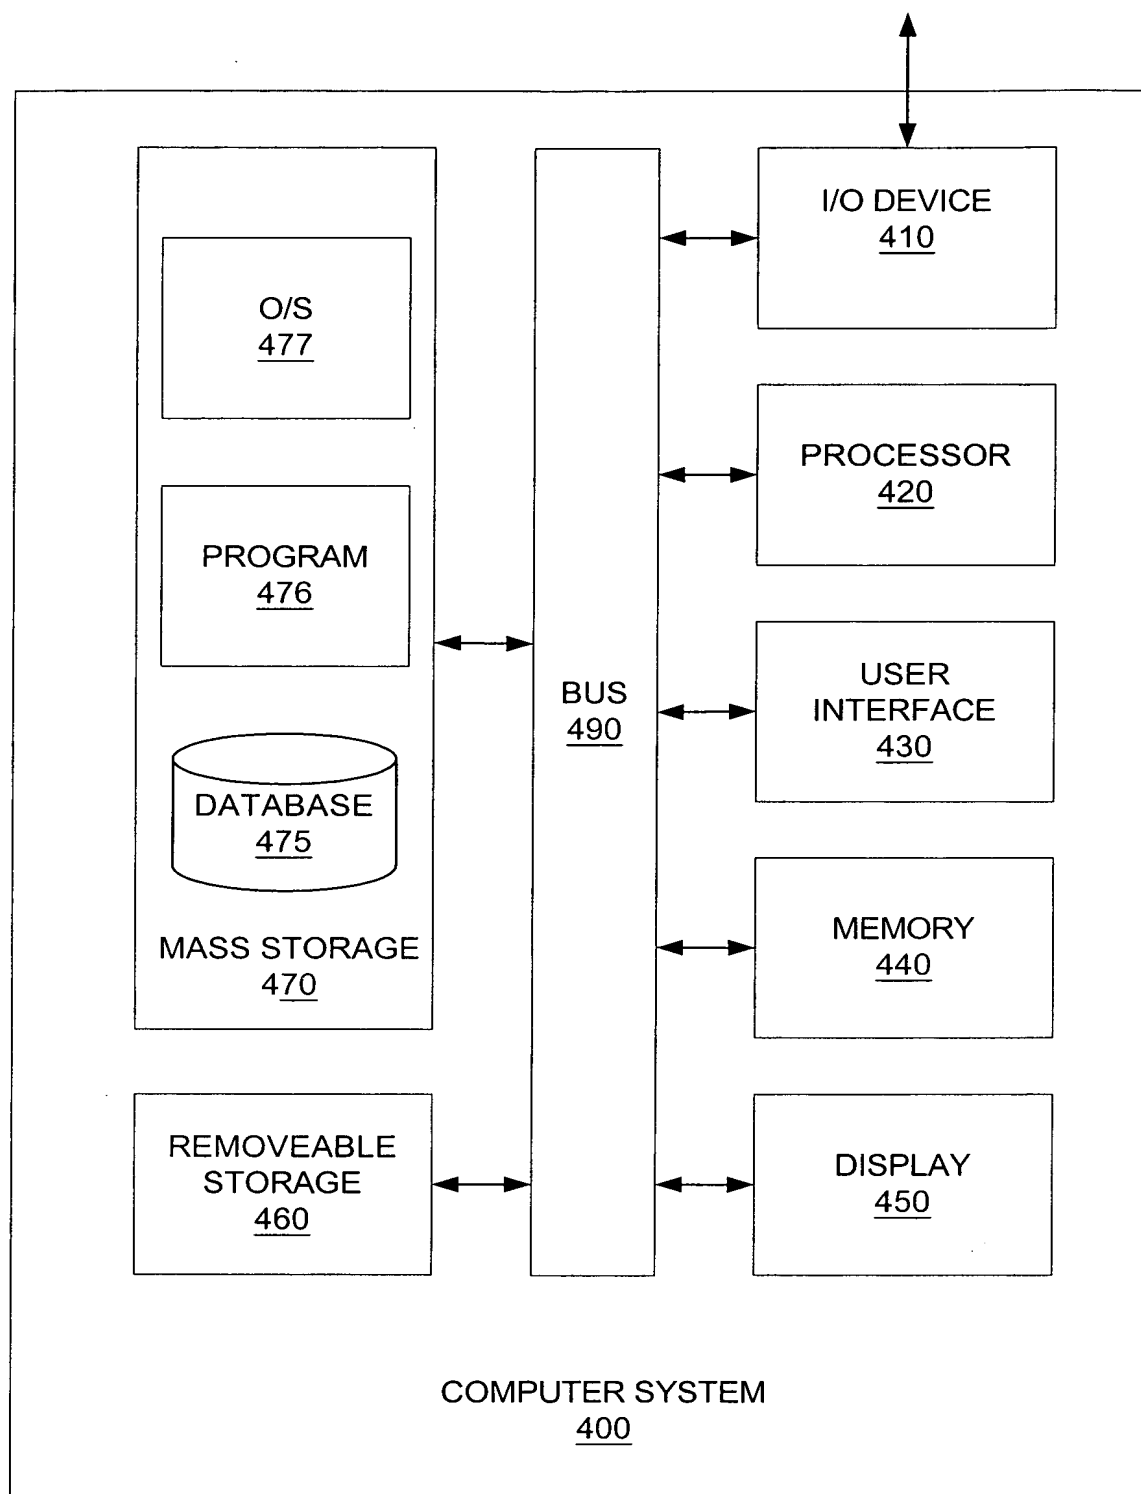 O/S
477
PROGRAM
476
DATABASE
475
MASS STORAGE
470
REMOVEABLE
STORAGE
460
BUS
490
I/O DEVICE
410
PROCESSOR
420
USER
INTERFACE
430
MEMORY
440
DISPLAY
450
COMPUTER SYSTEM
400